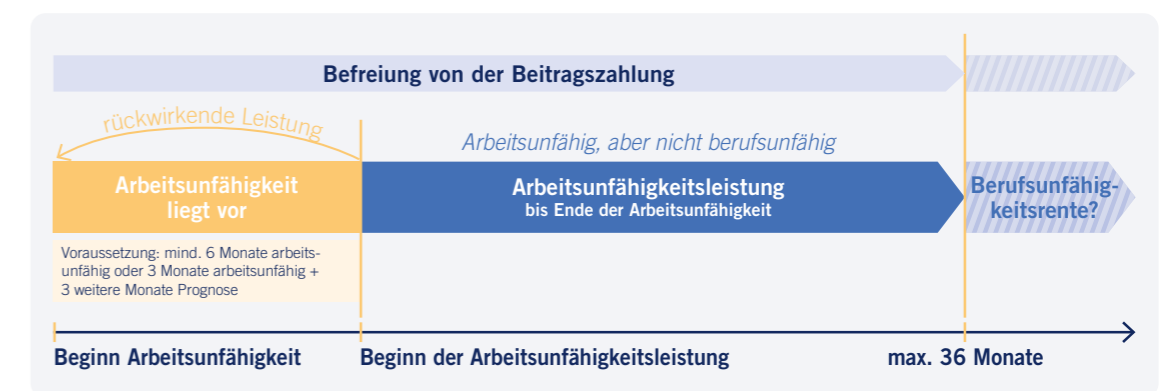 Befreiung von der Beitragszahlung
rückwirkende Leistung
Arbeitsunfähig, aber nicht berufsunfähig
Arbeitsunfähigkeit
liegt vor
Arbeitsunfähigkeitsleistung
bis Ende der Arbeitsunfähigkeit
Berufsunfähig-
keitsrente?
Voraussetzung: mind. 6 Monate arbeits-
unfähig oder 3 Monate arbeitsunfähig +
3 weitere Monate Prognose
Beginn Arbeitsunfähigkeit
Beginn der Arbeitsunfähigkeitsleistung
max. 36 Monate